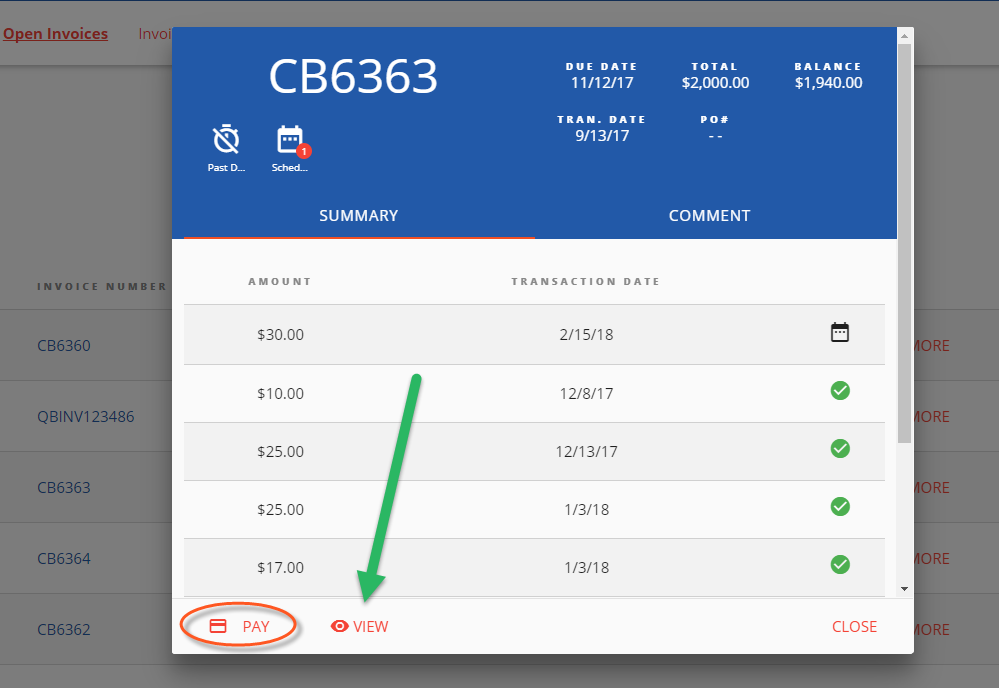 Open Invoices Invoi
CB6363
DUE DATE TOTAL BALANCE
11/12/17 $2,000.00 $1,940.00
TRAN. DATE PO#
9/13/17 - -
1
Past D... Sched...
SUMMARY COMMENT
AMOUNT TRANSACTION DATE
INVOICE NUMBER
$30.00 2/15/18
CB6360 MORE
$10.00 12/8/17
QBINV123486 MORE
$25.00 12/13/17
CB6363 MORE
$25.00 1/3/18
CB6364 MORE
$17.00 1/3/18
PAY VIEW CLOSE
CB6362 MORE